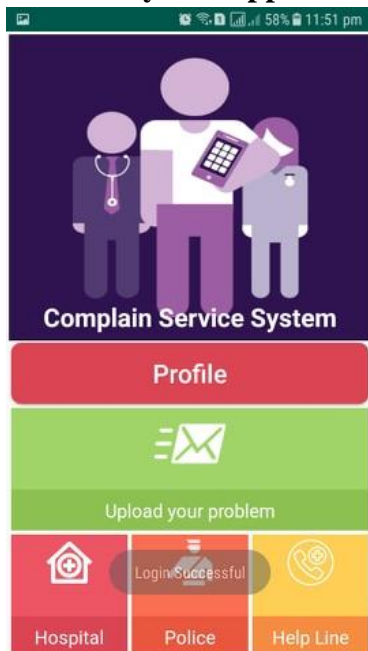 58% 11:51 pm
Complain Service System
Profile
Upload your problem
Login Successful
Hospital Police Help Line